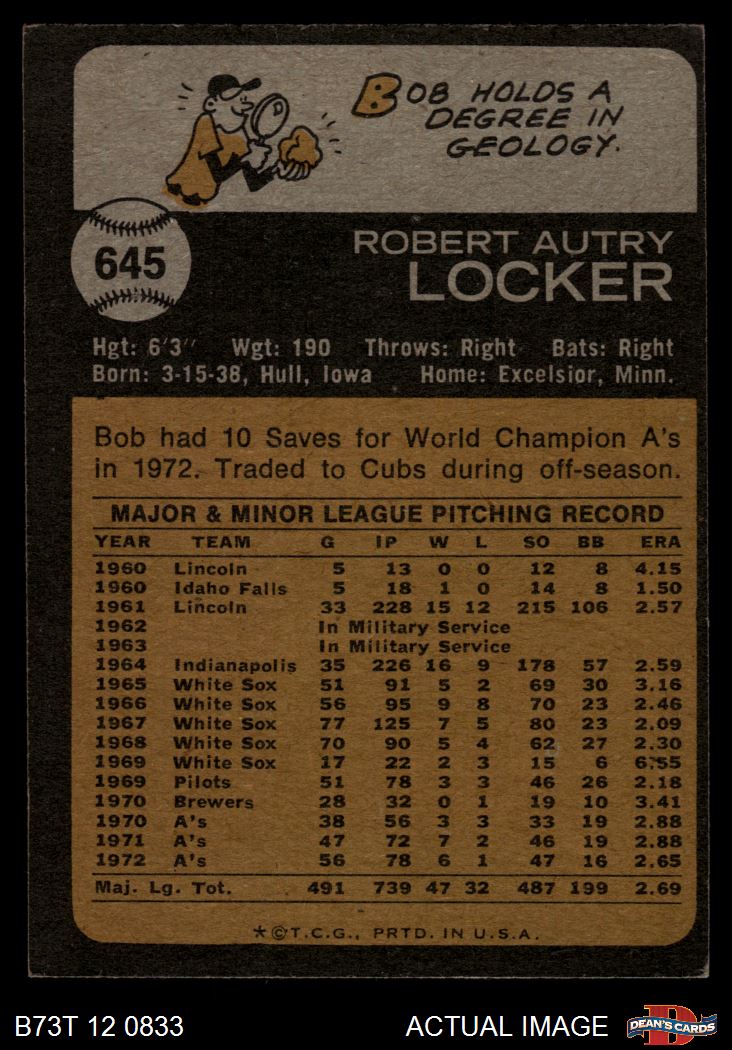 BOB HOLDS A
DEGREE IN
GEOLOGY.
645
ROBERT AUTRY
LOCKER
Hgt: 6'3" Wgt: 190 Throws: Right Bats: Right
Born: 3-15-38, Hull, Iowa Home: Excelsior, Minn.
Bob had 10 Saves for World Champion A's
in 1972. Traded to Cubs during off-season.
MAJOR & MINOR LEAGUE PITCHING RECORD
YEAR TEAM G IP W L SO BB ERA
1960 Lincoln 5 13 0 0 12 8 4.15
1960 Idaho Falls 5 18 1 0 14 8 1.50
1961 Lincoln 33 228 15 12 215 106 2.57
1962 In Military Service
1963 In Military Service
1964 Indianapolis 35 226 16 9 178 57 2.59
1965 White Sox 51 91 5 2 69 30 3.16
1966 White Sox 56 95 9 8 70 23 2.46
1967 White Sox 77 125 7 5 80 23 2.09
1968 White Sox 70 90 5 4 62 27 2.30
1969 White Sox 17 22 2 3 15 6 6.55
1969 Pilots 51 78 3 3 46 26 2.18
1970 Brewers 28 32 0 1 19 10 3.41
1970 A's 38 56 3 3 33 19 2.88
1971 A's 47 72 7 2 46 19 2.88
1972 A's 56 78 6 1 47 16 2.65
Maj. Lg. Tot. 491 739 47 32 487 199 2.69
*©T.C.G., PRTD. IN U.S.A.
B73T 12 0833 ACTUAL IMAGE DEAN'S CARDS